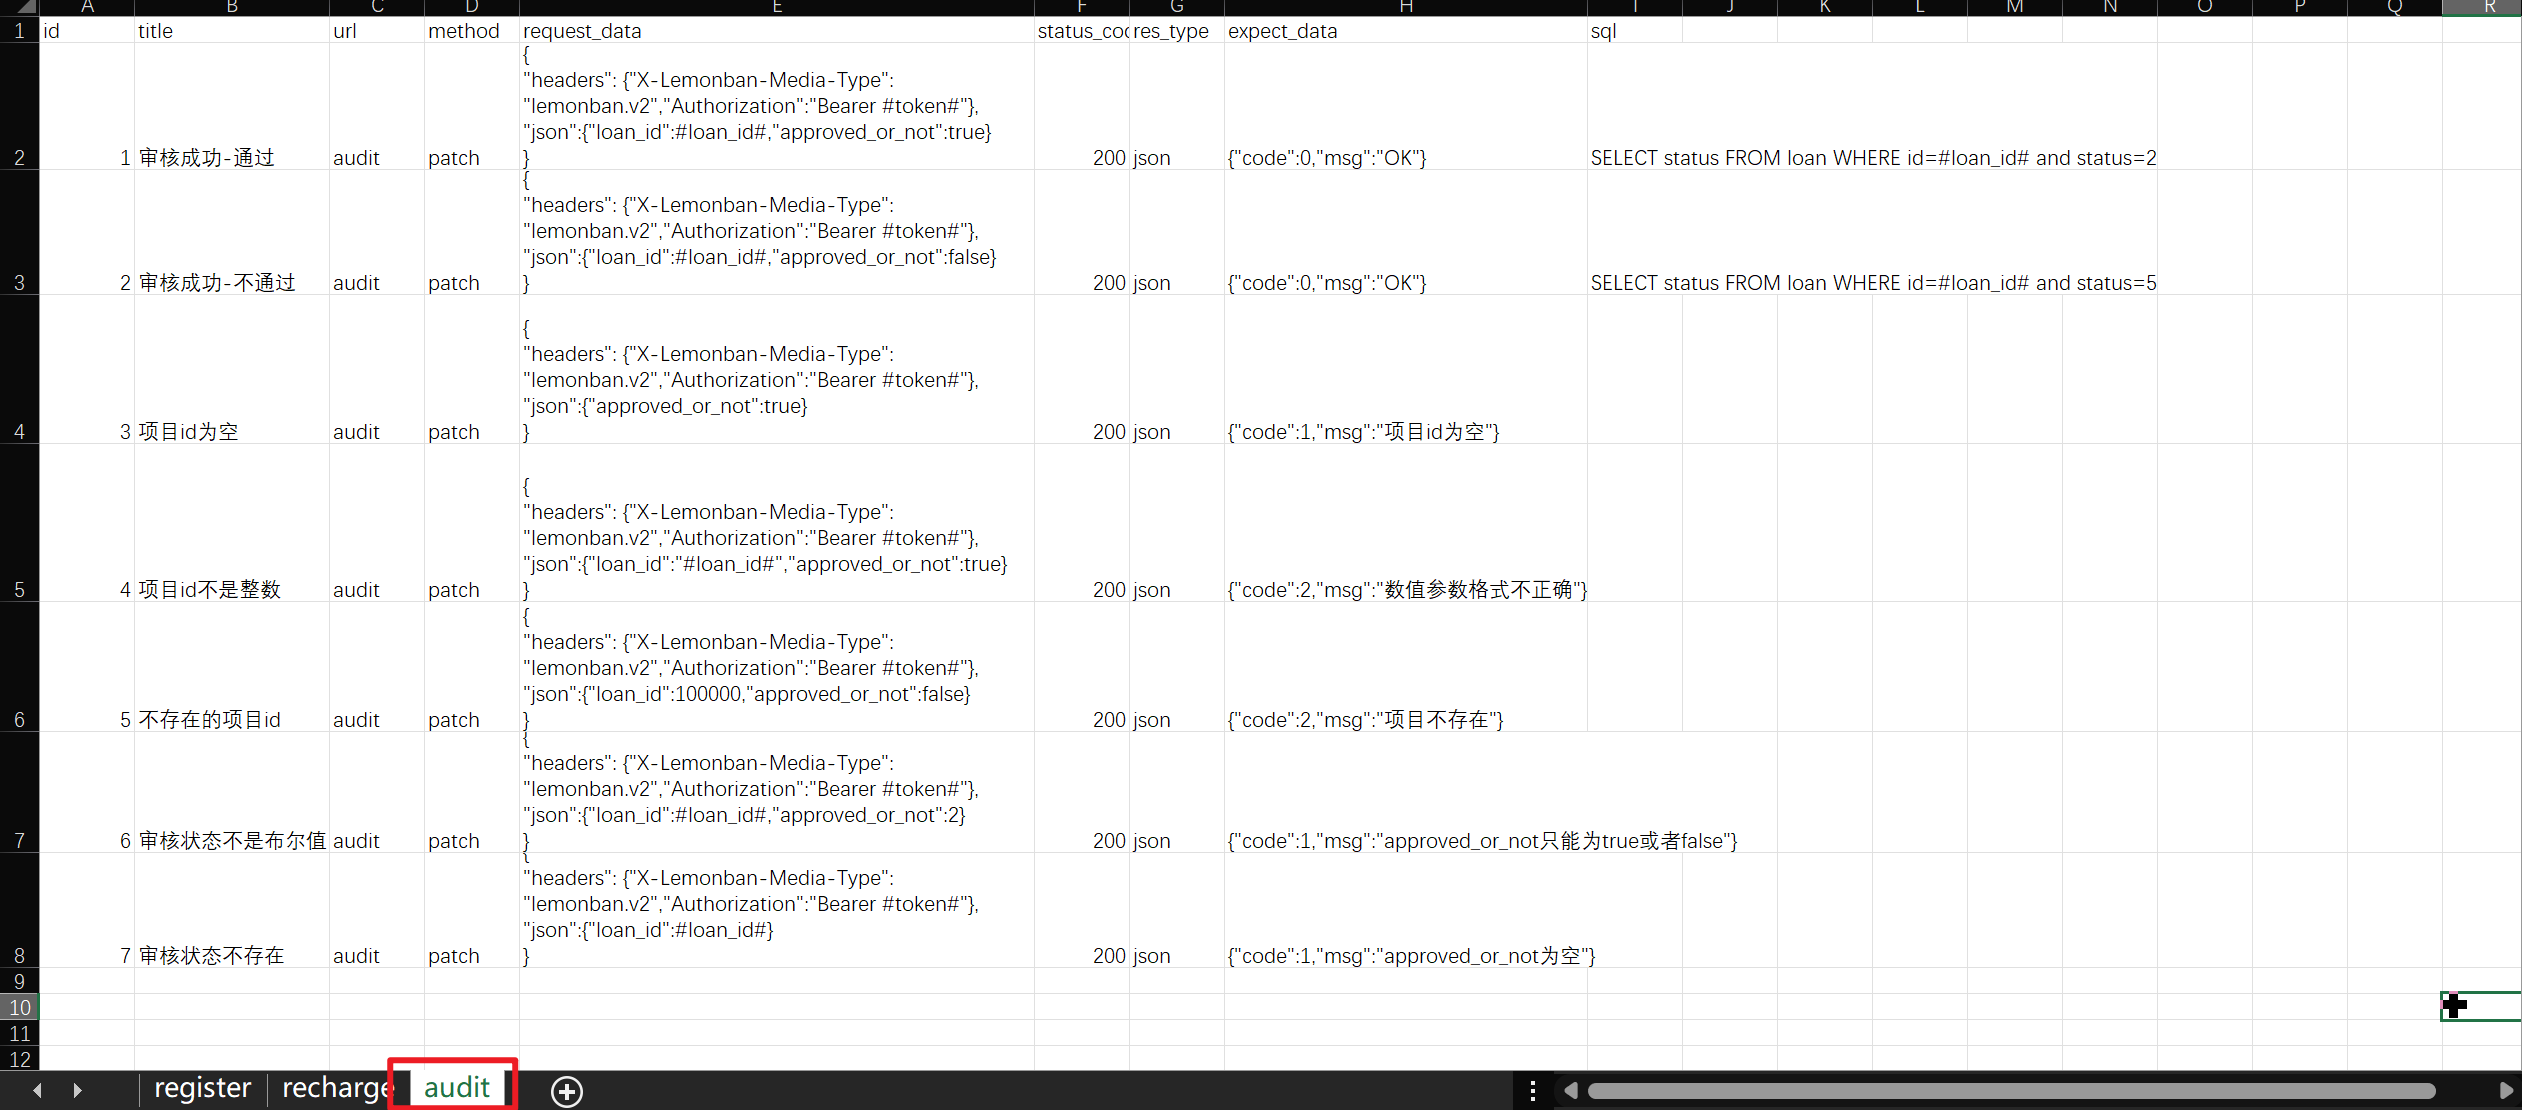 A B C D E F G H I J K L M N O P Q R
1 id title url method request_data status_co res_type expect_data sql
{
"headers": {"X-Lemonban-Media-Type":
"lemonban.v2","Authorization":"Bearer #token#"},
"json":{"loan_id":#loan_id#,"approved_or_not":true}
2 1 审核成功-通过 audit patch } 200 json {"code":0,"msg":"OK"} SELECT status FROM loan WHERE id=#loan_id# and status=2
{
"headers": {"X-Lemonban-Media-Type":
"lemonban.v2","Authorization":"Bearer #token#"},
"json":{"loan_id":#loan_id#,"approved_or_not":false}
3 2 审核成功-不通过 audit patch } 200 json {"code":0,"msg":"OK"} SELECT status FROM loan WHERE id=#loan_id# and status=5
{
"headers": {"X-Lemonban-Media-Type":
"lemonban.v2","Authorization":"Bearer #token#"},
"json":{"approved_or_not":true}
4 3 项目id为空 audit patch } 200 json {"code":1,"msg":"项目id为空"}
{
"headers": {"X-Lemonban-Media-Type":
"lemonban.v2","Authorization":"Bearer #token#"},
"json":{"loan_id":"#loan_id#","approved_or_not":true}
5 4 项目id不是整数 audit patch } 200 json {"code":2,"msg":"数值参数格式不正确"}
{
"headers": {"X-Lemonban-Media-Type":
"lemonban.v2","Authorization":"Bearer #token#"},
"json":{"loan_id":100000,"approved_or_not":false}
6 5 不存在的项目id audit patch } 200 json {"code":2,"msg":"项目不存在"}
{
"headers": {"X-Lemonban-Media-Type":
"lemonban.v2","Authorization":"Bearer #token#"},
"json":{"loan_id":#loan_id#,"approved_or_not":2}
7 6 审核状态不是布尔值 audit patch } 200 json {"code":1,"msg":"approved_or_not只能为true或者false"}
{
"headers": {"X-Lemonban-Media-Type":
"lemonban.v2","Authorization":"Bearer #token#"},
"json":{"loan_id":#loan_id#}
8 7 审核状态不存在 audit patch } 200 json {"code":1,"msg":"approved_or_not为空"}
9
10
11
12
register recharge audit